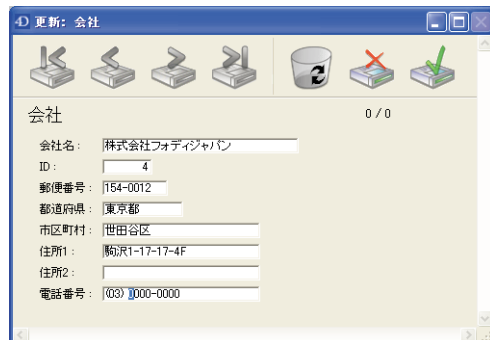 4D 更新: 会社
会社 0 / 0
会社名: 株式会社フォディジャパン
ID: 4
郵便番号: 154-0012
都道府県: 東京都
市区町村: 世田谷区
住所1: 駒沢1-17-17-4F
住所2:
電話番号: (03) 0000-0000